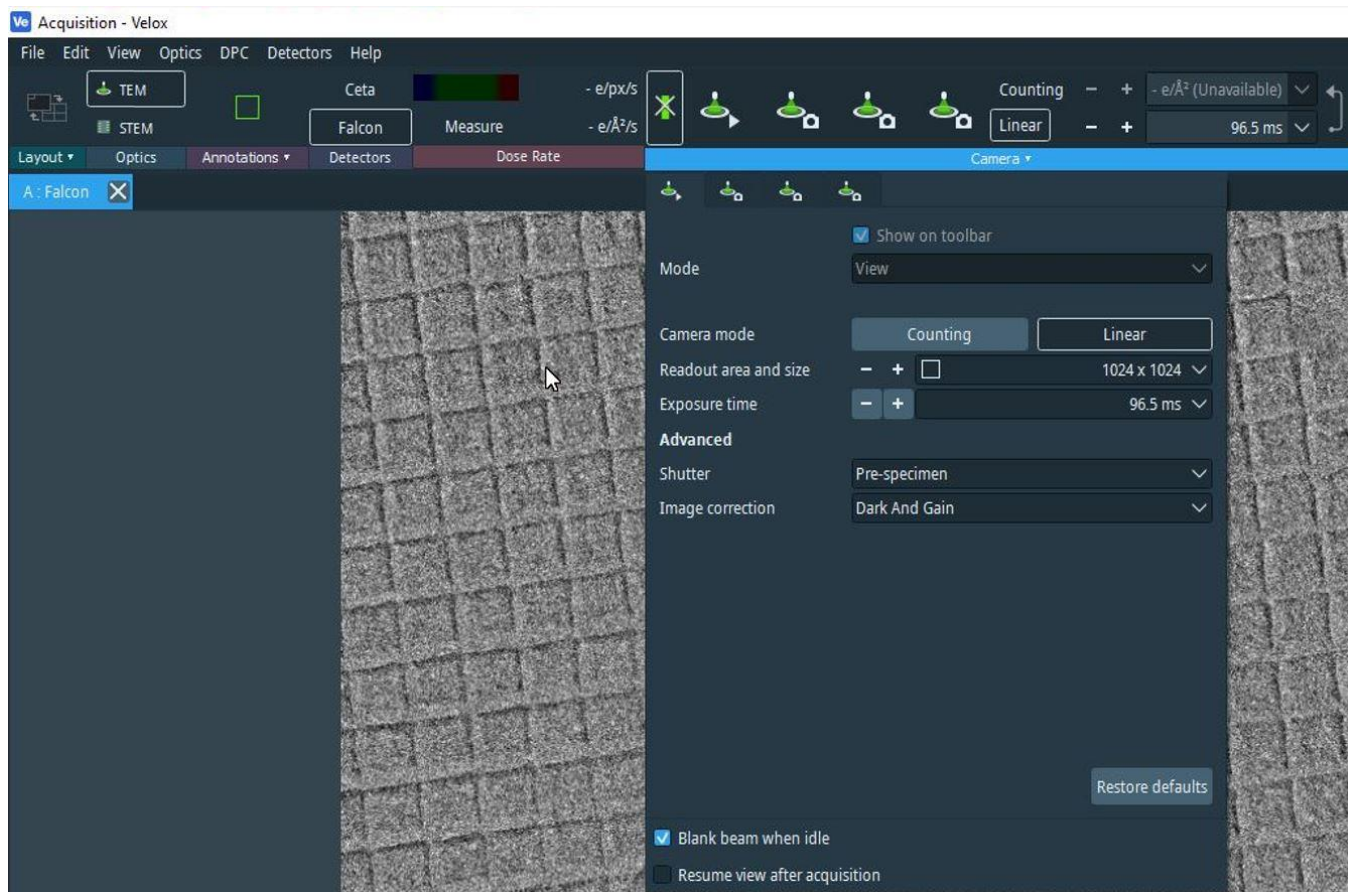 Ve Acquisition - Velox
File Edit View Optics DPC Detectors Help
TEM
STEM
Ceta
Falcon
Measure
- e/px/s
- e/Å²/s
Counting
Linear
- e/Å² (Unavailable)
96.5 ms
Layout
Optics
Annotations
Detectors
Dose Rate
Camera
A : Falcon
Show on toolbar
Mode View
Camera mode Counting Linear
Readout area and size - + 1024 x 1024
Exposure time - + 96.5 ms
Advanced
Shutter Pre-specimen
Image correction Dark And Gain
Restore defaults
Blank beam when idle
Resume view after acquisition